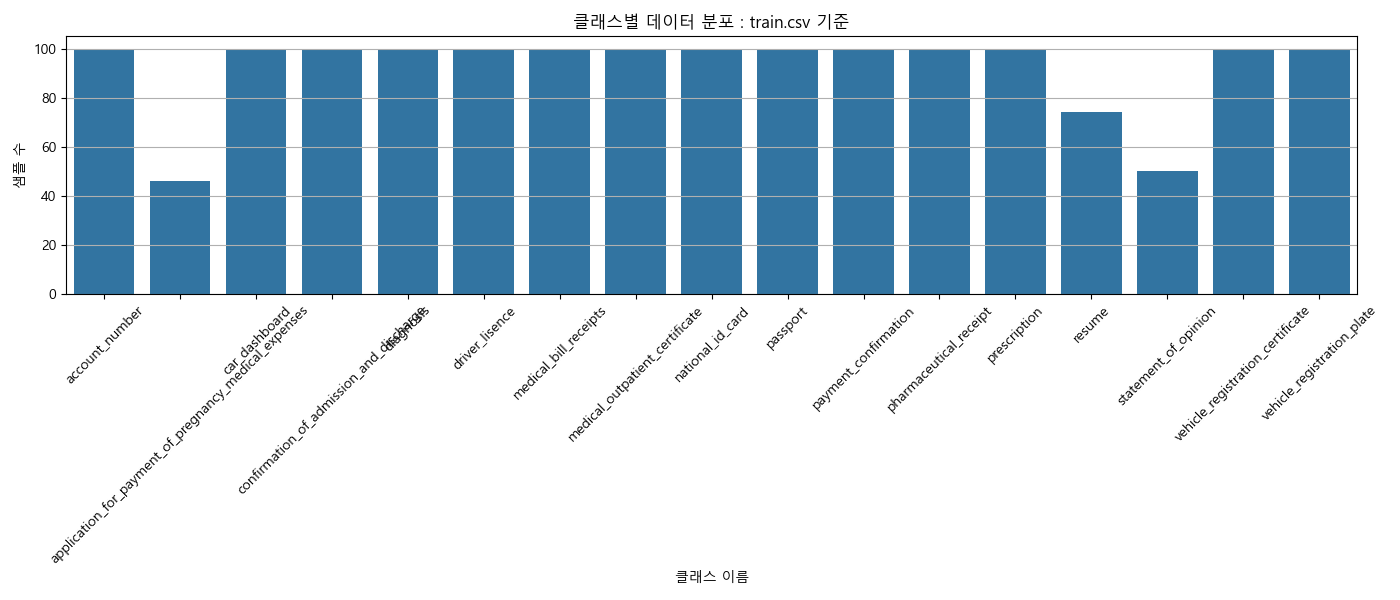 클래스별 데이터 분포 : train.csv 기준
샘플 수
100
80
60
40
20
0
account_number
application_for_payment_of_pregnancy_medical_expenses
car_dashboard
confirmation_of_admission_and_discharge
diagnosis
driver_lisence
medical_bill_receipts
medical_outpatient_certificate
national_id_card
passport
payment_confirmation
pharmaceutical_receipt
prescription
resume
statement_of_opinion
vehicle_registration_certificate
vehicle_registration_plate
클래스 이름